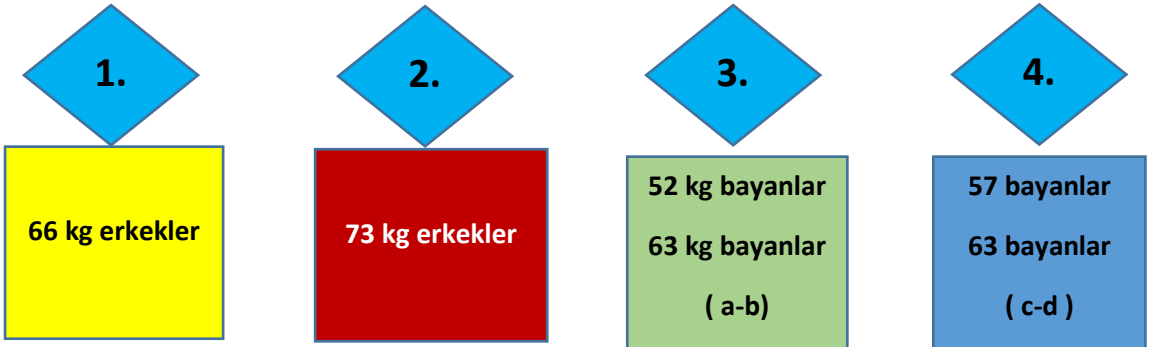 1.
66 kg erkekler
2.
73 kg erkekler
3.
52 kg bayanlar
63 kg bayanlar
( a-b)
4.
57 bayanlar
63 bayanlar
( c-d )